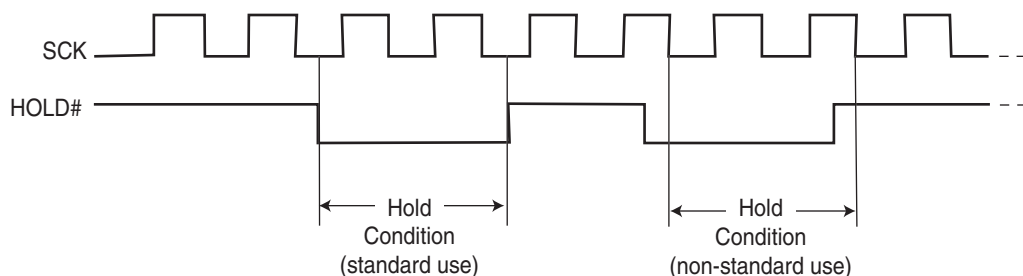 SCK
HOLD#
Hold
Condition
(standard use)
Hold
Condition
(non-standard use)